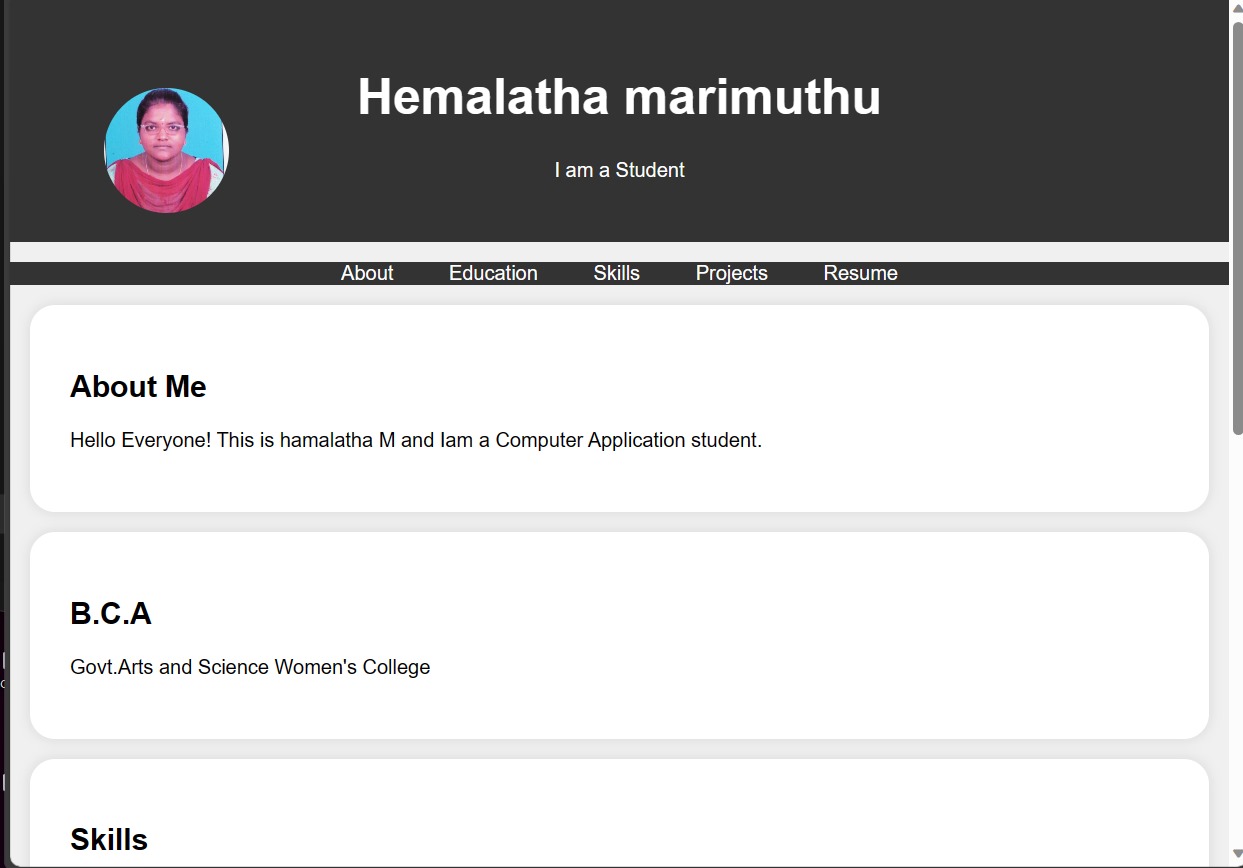 Hemalatha marimuthu
I am a Student
About Education Skills Projects Resume
About Me
Hello Everyone! This is hamalatha M and Iam a Computer Application student.
B.C.A
Govt.Arts and Science Women's College
Skills